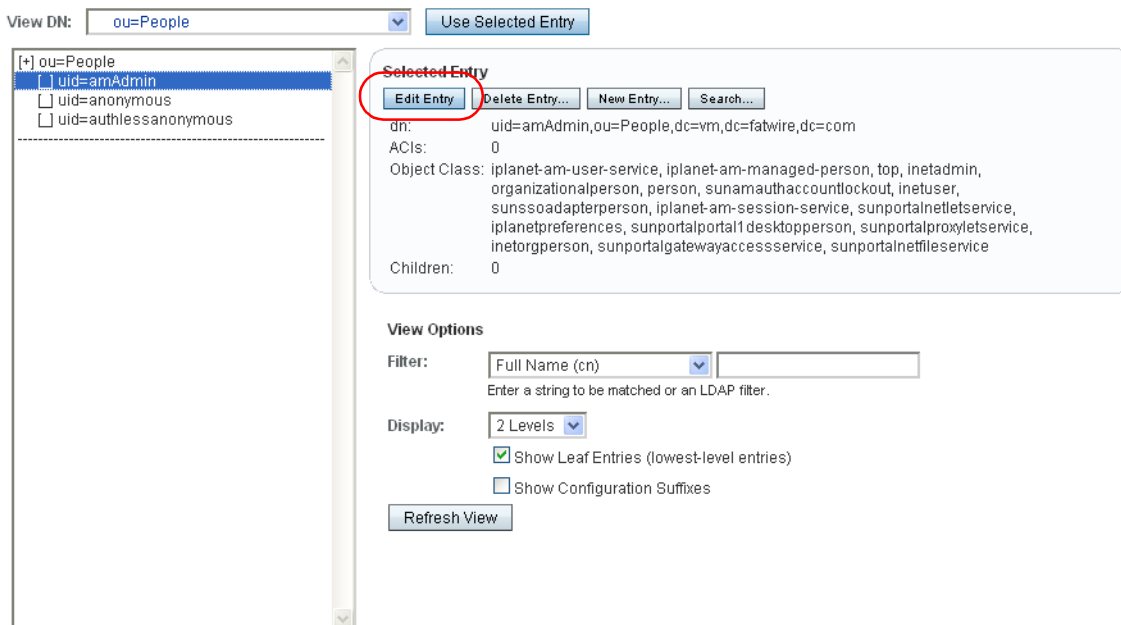 View DN: ou=People Use Selected Entry
[+] ou=People
[ ] uid=amAdmin
[ ] uid=anonymous
[ ] uid=authlessanonymous
Selected Entry
Edit Entry Delete Entry... New Entry... Search...
dn: uid=amAdmin,ou=People,dc=vm,dc=fatwire,dc=com
ACIs: 0
Object Class: iplanet-am-user-service, iplanet-am-managed-person, top, inetadmin,
organizationalperson, person, sunamauthaccountlockout, inetuser,
sunssoadapterperson, iplanet-am-session-service, sunportalnetletservice,
iplanetpreferences, sunportalportal1desktopperson, sunportalproxyletservice,
inetorgperson, sunportalgatewayaccessservice, sunportalnetfileservice
Children: 0
View Options
Filter: Full Name (cn)
Enter a string to be matched or an LDAP filter.
Display: 2 Levels
Show Leaf Entries (lowest-level entries)
Show Configuration Suffixes
Refresh View